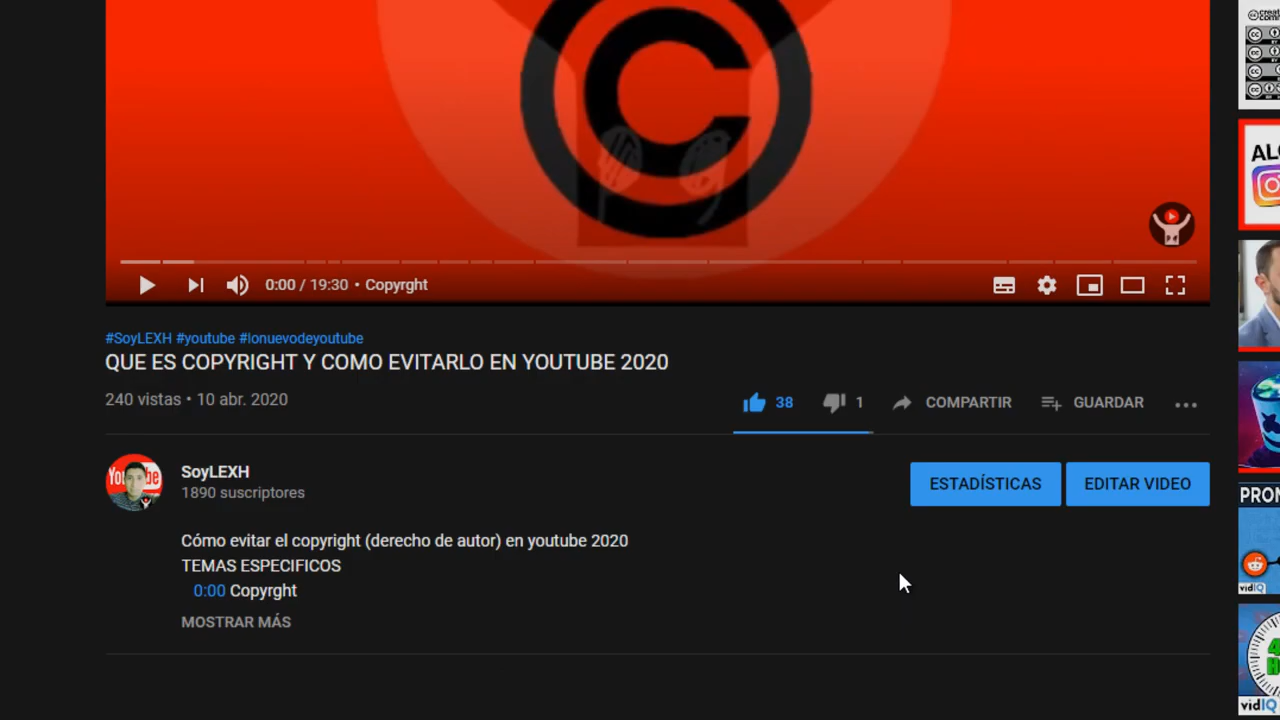 0:00 / 19:30 • Copyrght
#SoyLEXH #youtube #lonuevodeyoutube
QUE ES COPYRIGHT Y COMO EVITARLO EN YOUTUBE 2020
240 vistas • 10 abr. 2020
38
1
COMPARTIR
GUARDAR
SoyLEXH
1890 suscriptores
ESTADÍSTICAS
EDITAR VIDEO
Cómo evitar el copyright (derecho de autor) en youtube 2020
TEMAS ESPECIFICOS
0:00 Copyrght
MOSTRAR MÁS
vidIQ
vidIQ